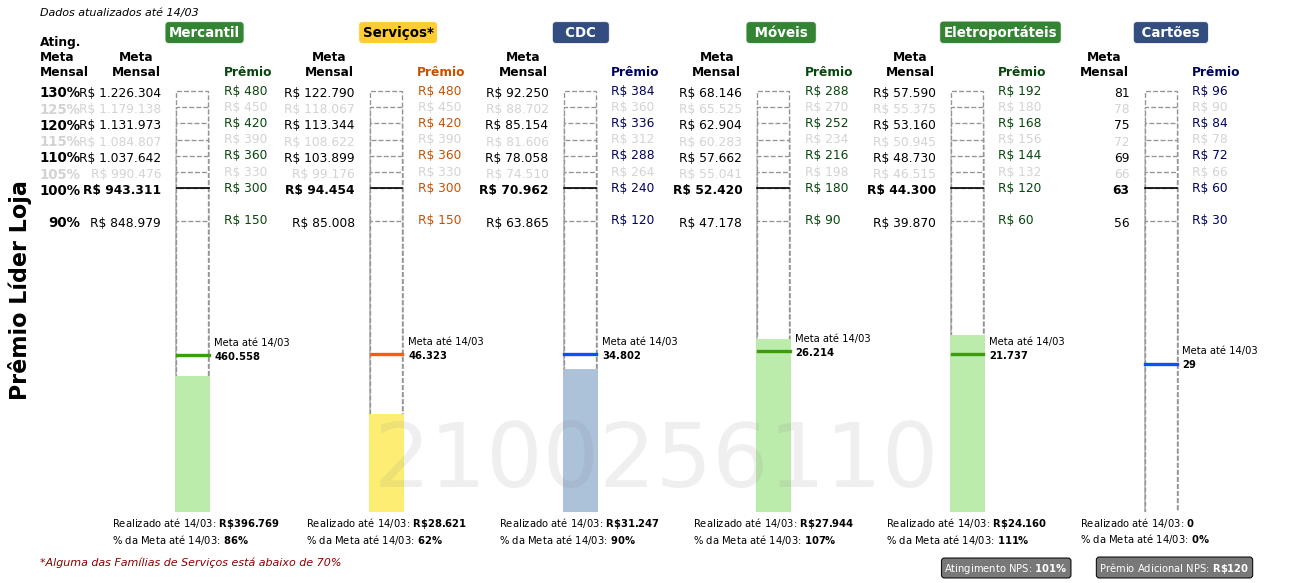 Dados atualizados até 14/03
Mercantil Serviços* CDC Móveis Eletroportáteis Cartões
Ating. Meta Mensal Meta Mensal Prêmio Meta Mensal Prêmio Meta Mensal Prêmio Meta Mensal Prêmio Meta Mensal Prêmio Meta Mensal Prêmio
130% R$ 1.226.304 R$ 480 R$ 122.790 R$ 480 R$ 92.250 R$ 384 R$ 68.146 R$ 288 R$ 57.590 R$ 192 81 R$ 96
125% R$ 1.179.138 R$ 450 R$ 118.067 R$ 450 R$ 88.702 R$ 360 R$ 65.525 R$ 270 R$ 55.375 R$ 180 78 R$ 90
120% R$ 1.131.973 R$ 420 R$ 113.344 R$ 420 R$ 85.154 R$ 336 R$ 62.904 R$ 252 R$ 53.160 R$ 168 75 R$ 84
115% R$ 1.084.807 R$ 390 R$ 108.622 R$ 390 R$ 81.606 R$ 312 R$ 60.283 R$ 234 R$ 50.945 R$ 156 72 R$ 78
110% R$ 1.037.642 R$ 360 R$ 103.899 R$ 360 R$ 78.058 R$ 288 R$ 57.662 R$ 216 R$ 48.730 R$ 144 69 R$ 72
105% R$ 990.476 R$ 330 R$ 99.176 R$ 330 R$ 74.510 R$ 264 R$ 55.041 R$ 198 R$ 46.515 R$ 132 66 R$ 66
100% R$ 943.311 R$ 300 R$ 94.454 R$ 300 R$ 70.962 R$ 240 R$ 52.420 R$ 180 R$ 44.300 R$ 120 63 R$ 60
90% R$ 848.979 R$ 150 R$ 85.008 R$ 150 R$ 63.865 R$ 120 R$ 47.178 R$ 90 R$ 39.870 R$ 60 56 R$ 30
Prêmio Líder Loja
Meta até 14/03 Meta até 14/03 Meta até 14/03 Meta até 14/03 Meta até 14/03 Meta até 14/03
460.558 46.323 34.802 26.214 21.737 29
2100256110
Realizado até 14/03: R$396.769 Realizado até 14/03: R$28.621 Realizado até 14/03: R$31.247 Realizado até 14/03: R$27.944 Realizado até 14/03: R$24.160 Realizado até 14/03: 0
% da Meta até 14/03: 86% % da Meta até 14/03: 62% % da Meta até 14/03: 90% % da Meta até 14/03: 107% % da Meta até 14/03: 111% % da Meta até 14/03: 0%
*Alguma das Famílias de Serviços está abaixo de 70% Atingimento NPS: 101% Prêmio Adicional NPS: R$120